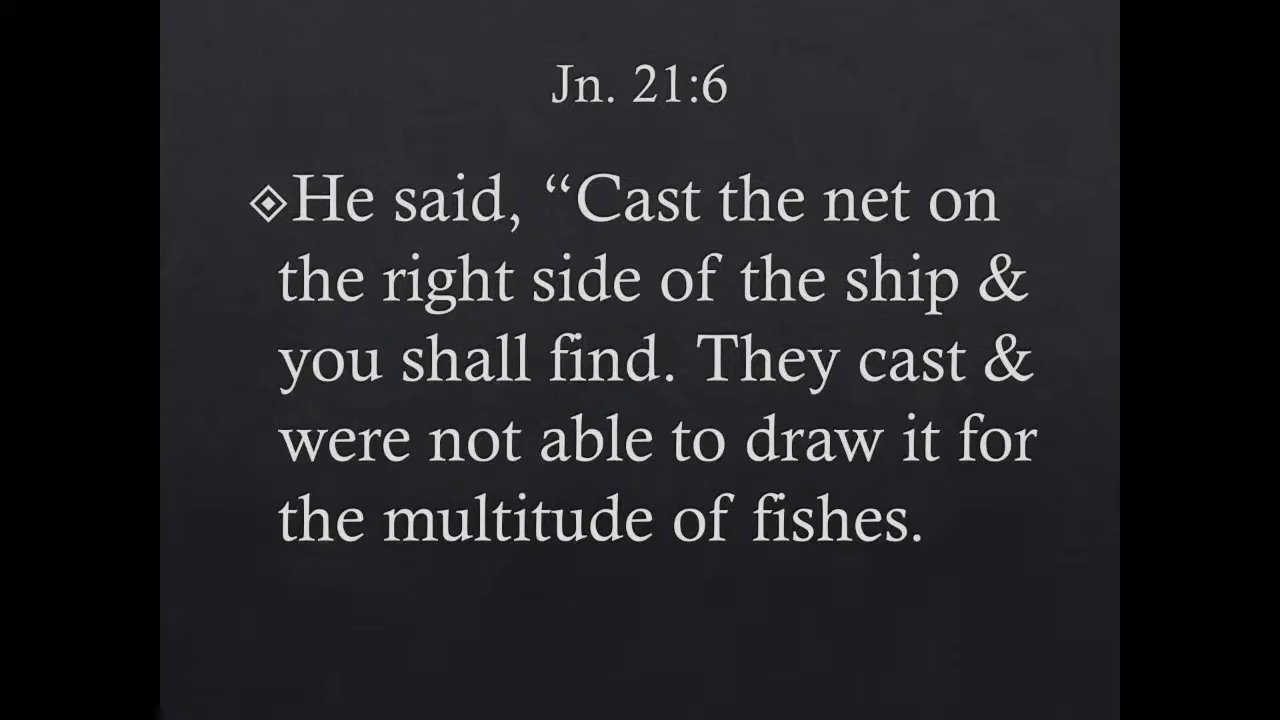 Jn. 21:6
He said, “Cast the net on
the right side of the ship &
you shall find. They cast &
were not able to draw it for
the multitude of fishes.